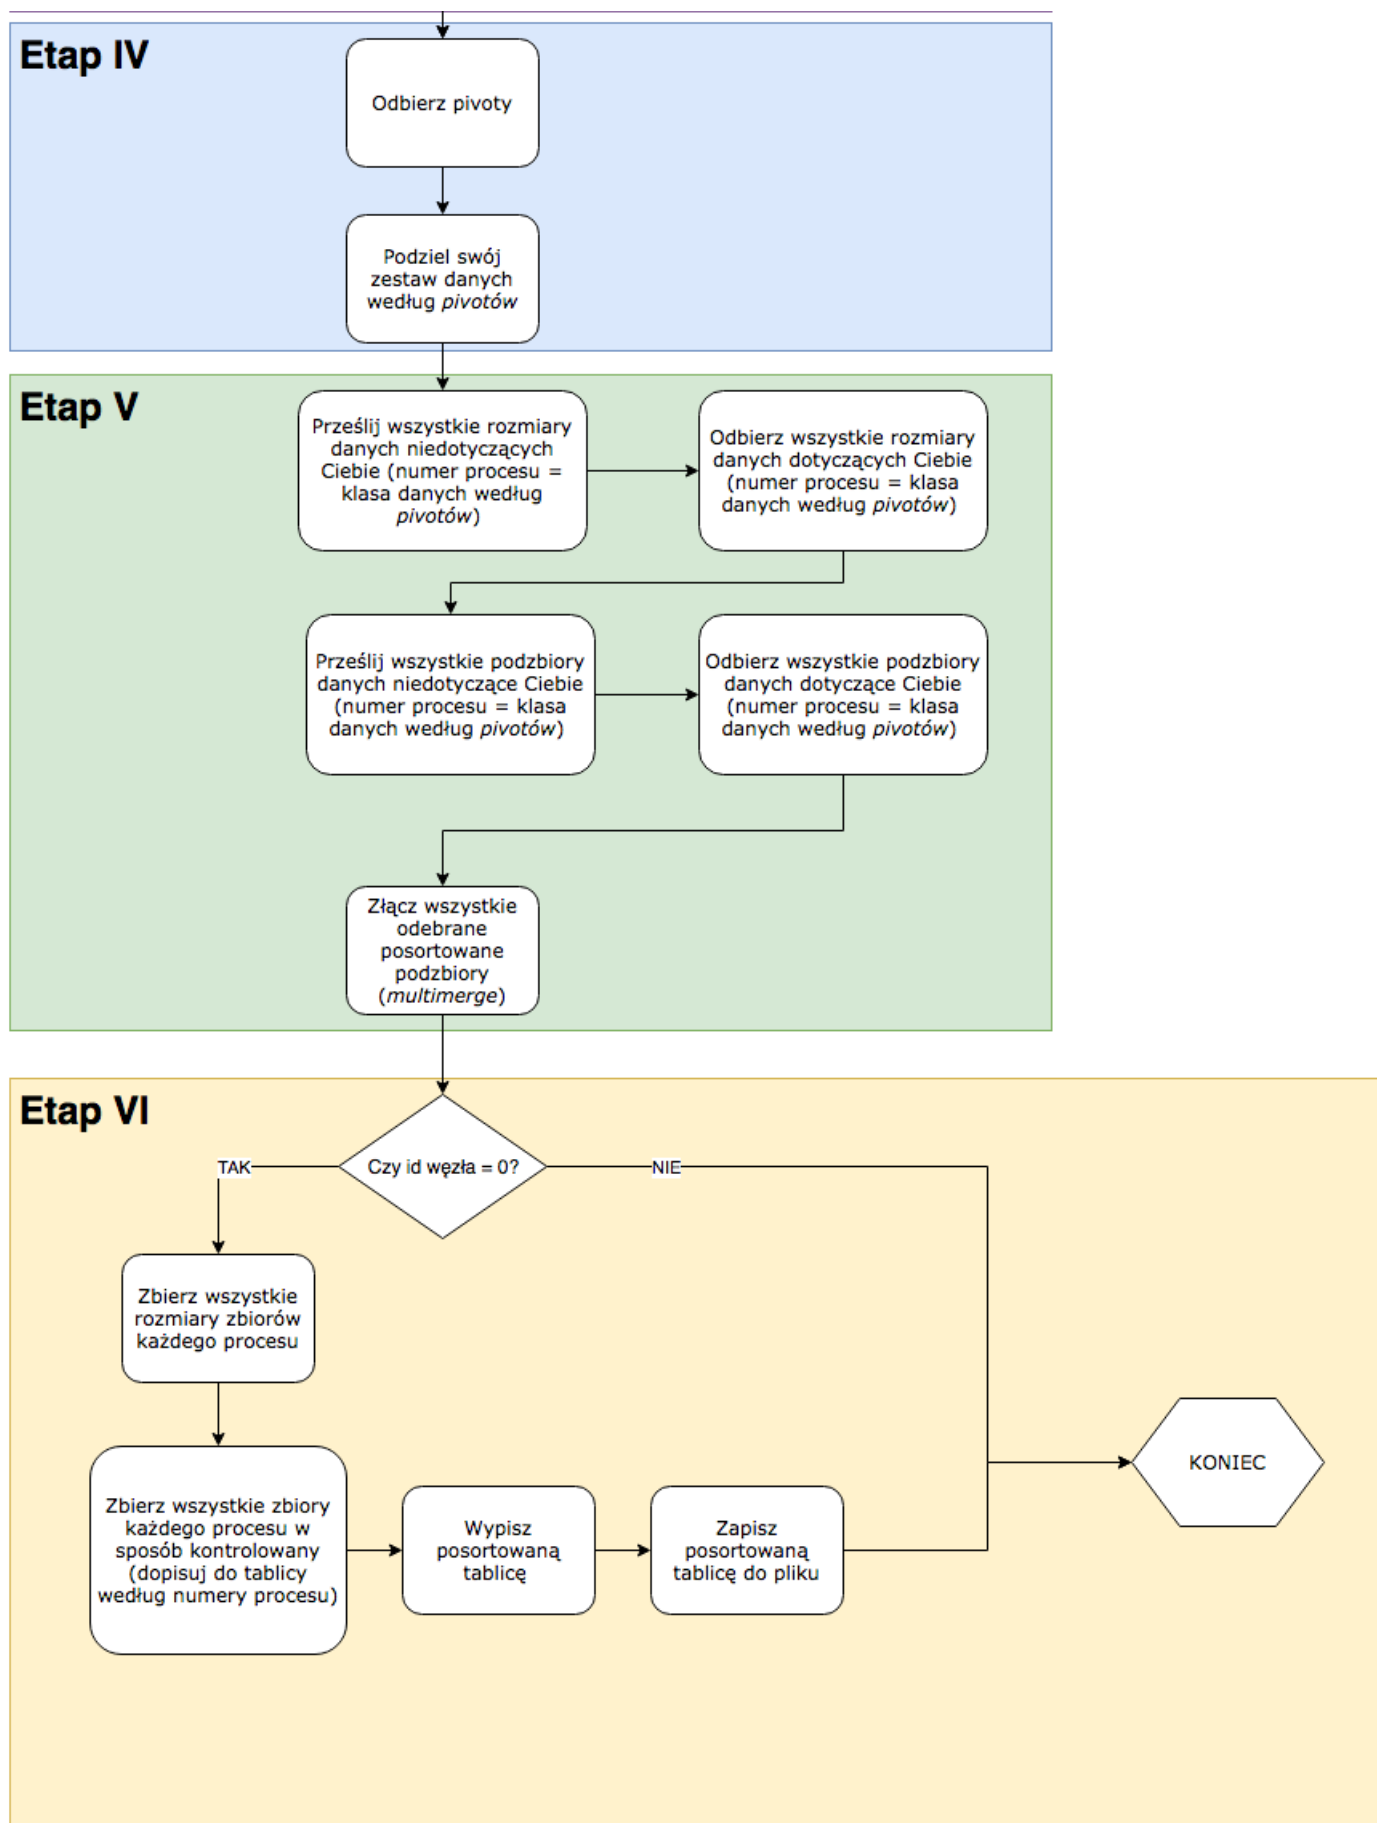 Etap IV
Odbierz pivoty
Podziel swój
zestaw danych
według pivotów
Etap V
Prześlij wszystkie rozmiary
danych niedotyczących
Ciebie (numer procesu =
klasa danych według
pivotów)
Odbierz wszystkie rozmiary
danych dotyczących Ciebie
(numer procesu = klasa
danych według pivotów)
Prześlij wszystkie podzbiory
danych niedotyczące Ciebie
(numer procesu = klasa
danych według pivotów)
Odbierz wszystkie podzbiory
danych dotyczące Ciebie
(numer procesu = klasa
danych według pivotów)
Złącz wszystkie
odebrane
posortowane
podzbiory
(multimerge)
Etap VI
Czy id węzła = 0?
TAK
NIE
Zbierz wszystkie
rozmiary zbiorów
każdego procesu
Zbierz wszystkie zbiory
każdego procesu w
sposób kontrolowany
(dopisuj do tablicy
według numery procesu)
Wypisz
posortowaną
tablicę
Zapisz
posortowaną
tablicę do pliku
KONIEC